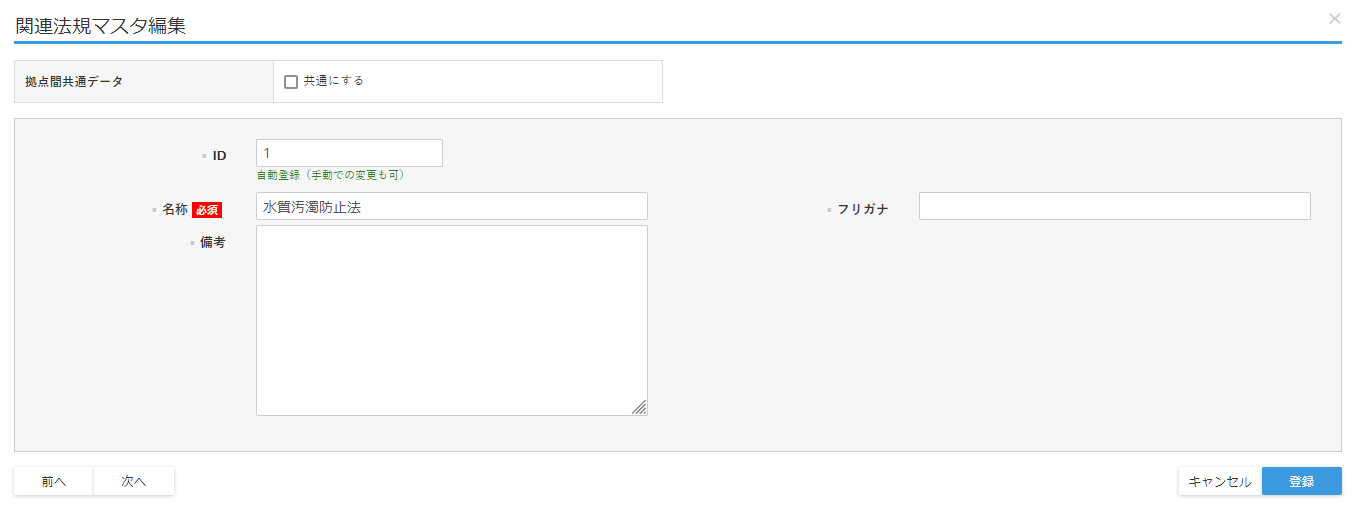 関連法規マスタ編集
×
拠点間共通データ
共通にする
ID
1
自動登録（手動での変更も可）
名称 必須
水質汚濁防止法
フリガナ
備考
前へ
次へ
キャンセル
登録